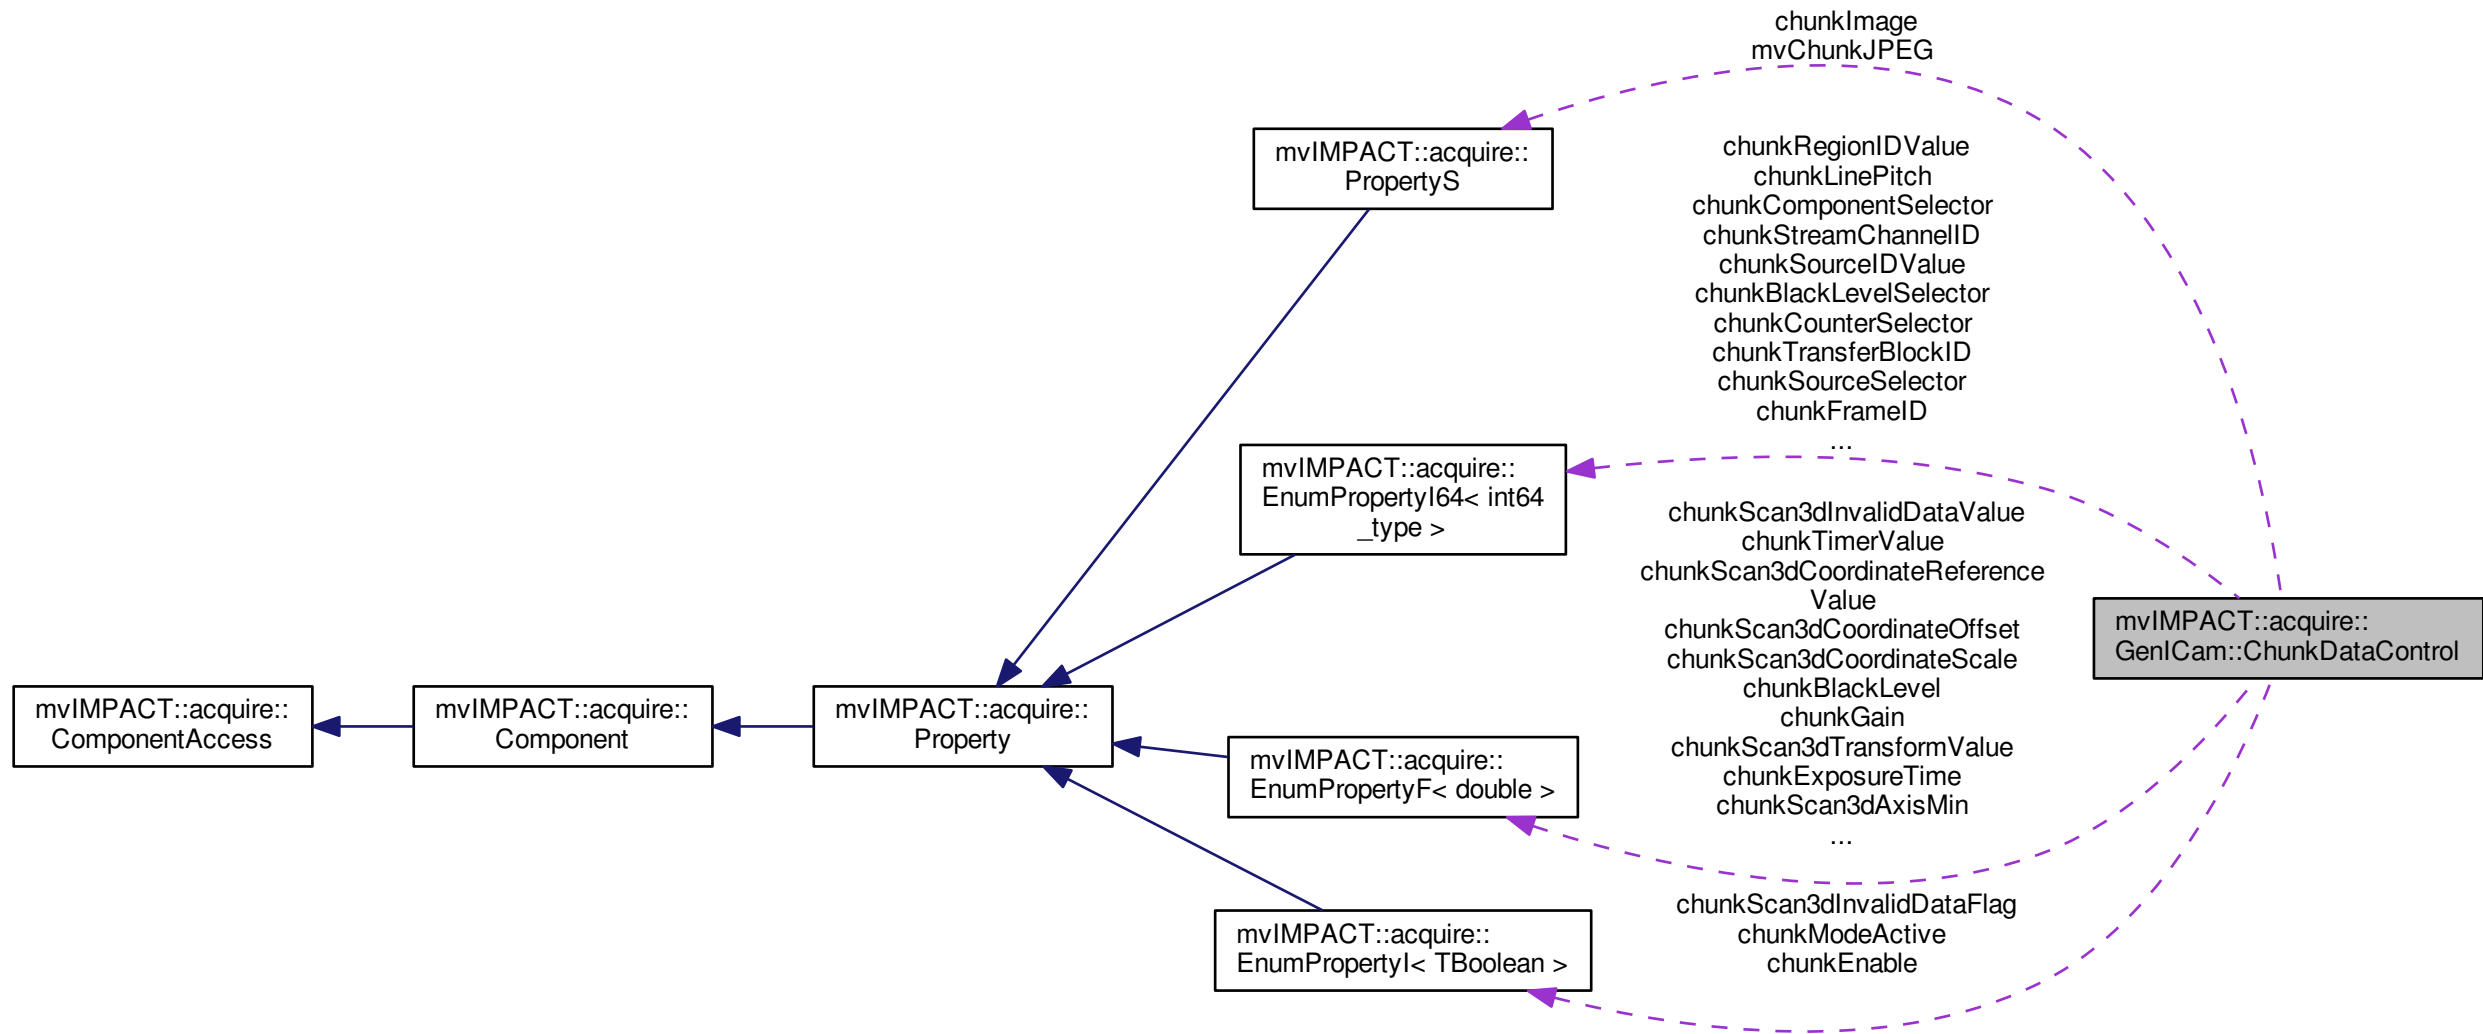 chunkImage
mvChunkJPEG
mvIMPACT::acquire::
PropertyS
chunkRegionIDValue
chunkLinePitch
chunkComponentSelector
chunkStreamChannelID
chunkSourceIDValue
chunkBlackLevelSelector
chunkCounterSelector
chunkTransferBlockID
chunkSourceSelector
chunkFrameID
...
mvIMPACT::acquire::
EnumPropertyI64< int64
_type >
chunkScan3dInvalidDataValue
chunkTimerValue
chunkScan3dCoordinateReference
Value
chunkScan3dCoordinateOffset
chunkScan3dCoordinateScale
chunkBlackLevel
chunkGain
chunkScan3dTransformValue
chunkExposureTime
chunkScan3dAxisMin
...
mvIMPACT::acquire::
GenICam::ChunkDataControl
mvIMPACT::acquire::
ComponentAccess
mvIMPACT::acquire::
Component
mvIMPACT::acquire::
Property
mvIMPACT::acquire::
EnumPropertyF< double >
chunkScan3dInvalidDataFlag
chunkModeActive
chunkEnable
mvIMPACT::acquire::
EnumPropertyI< TBoolean >